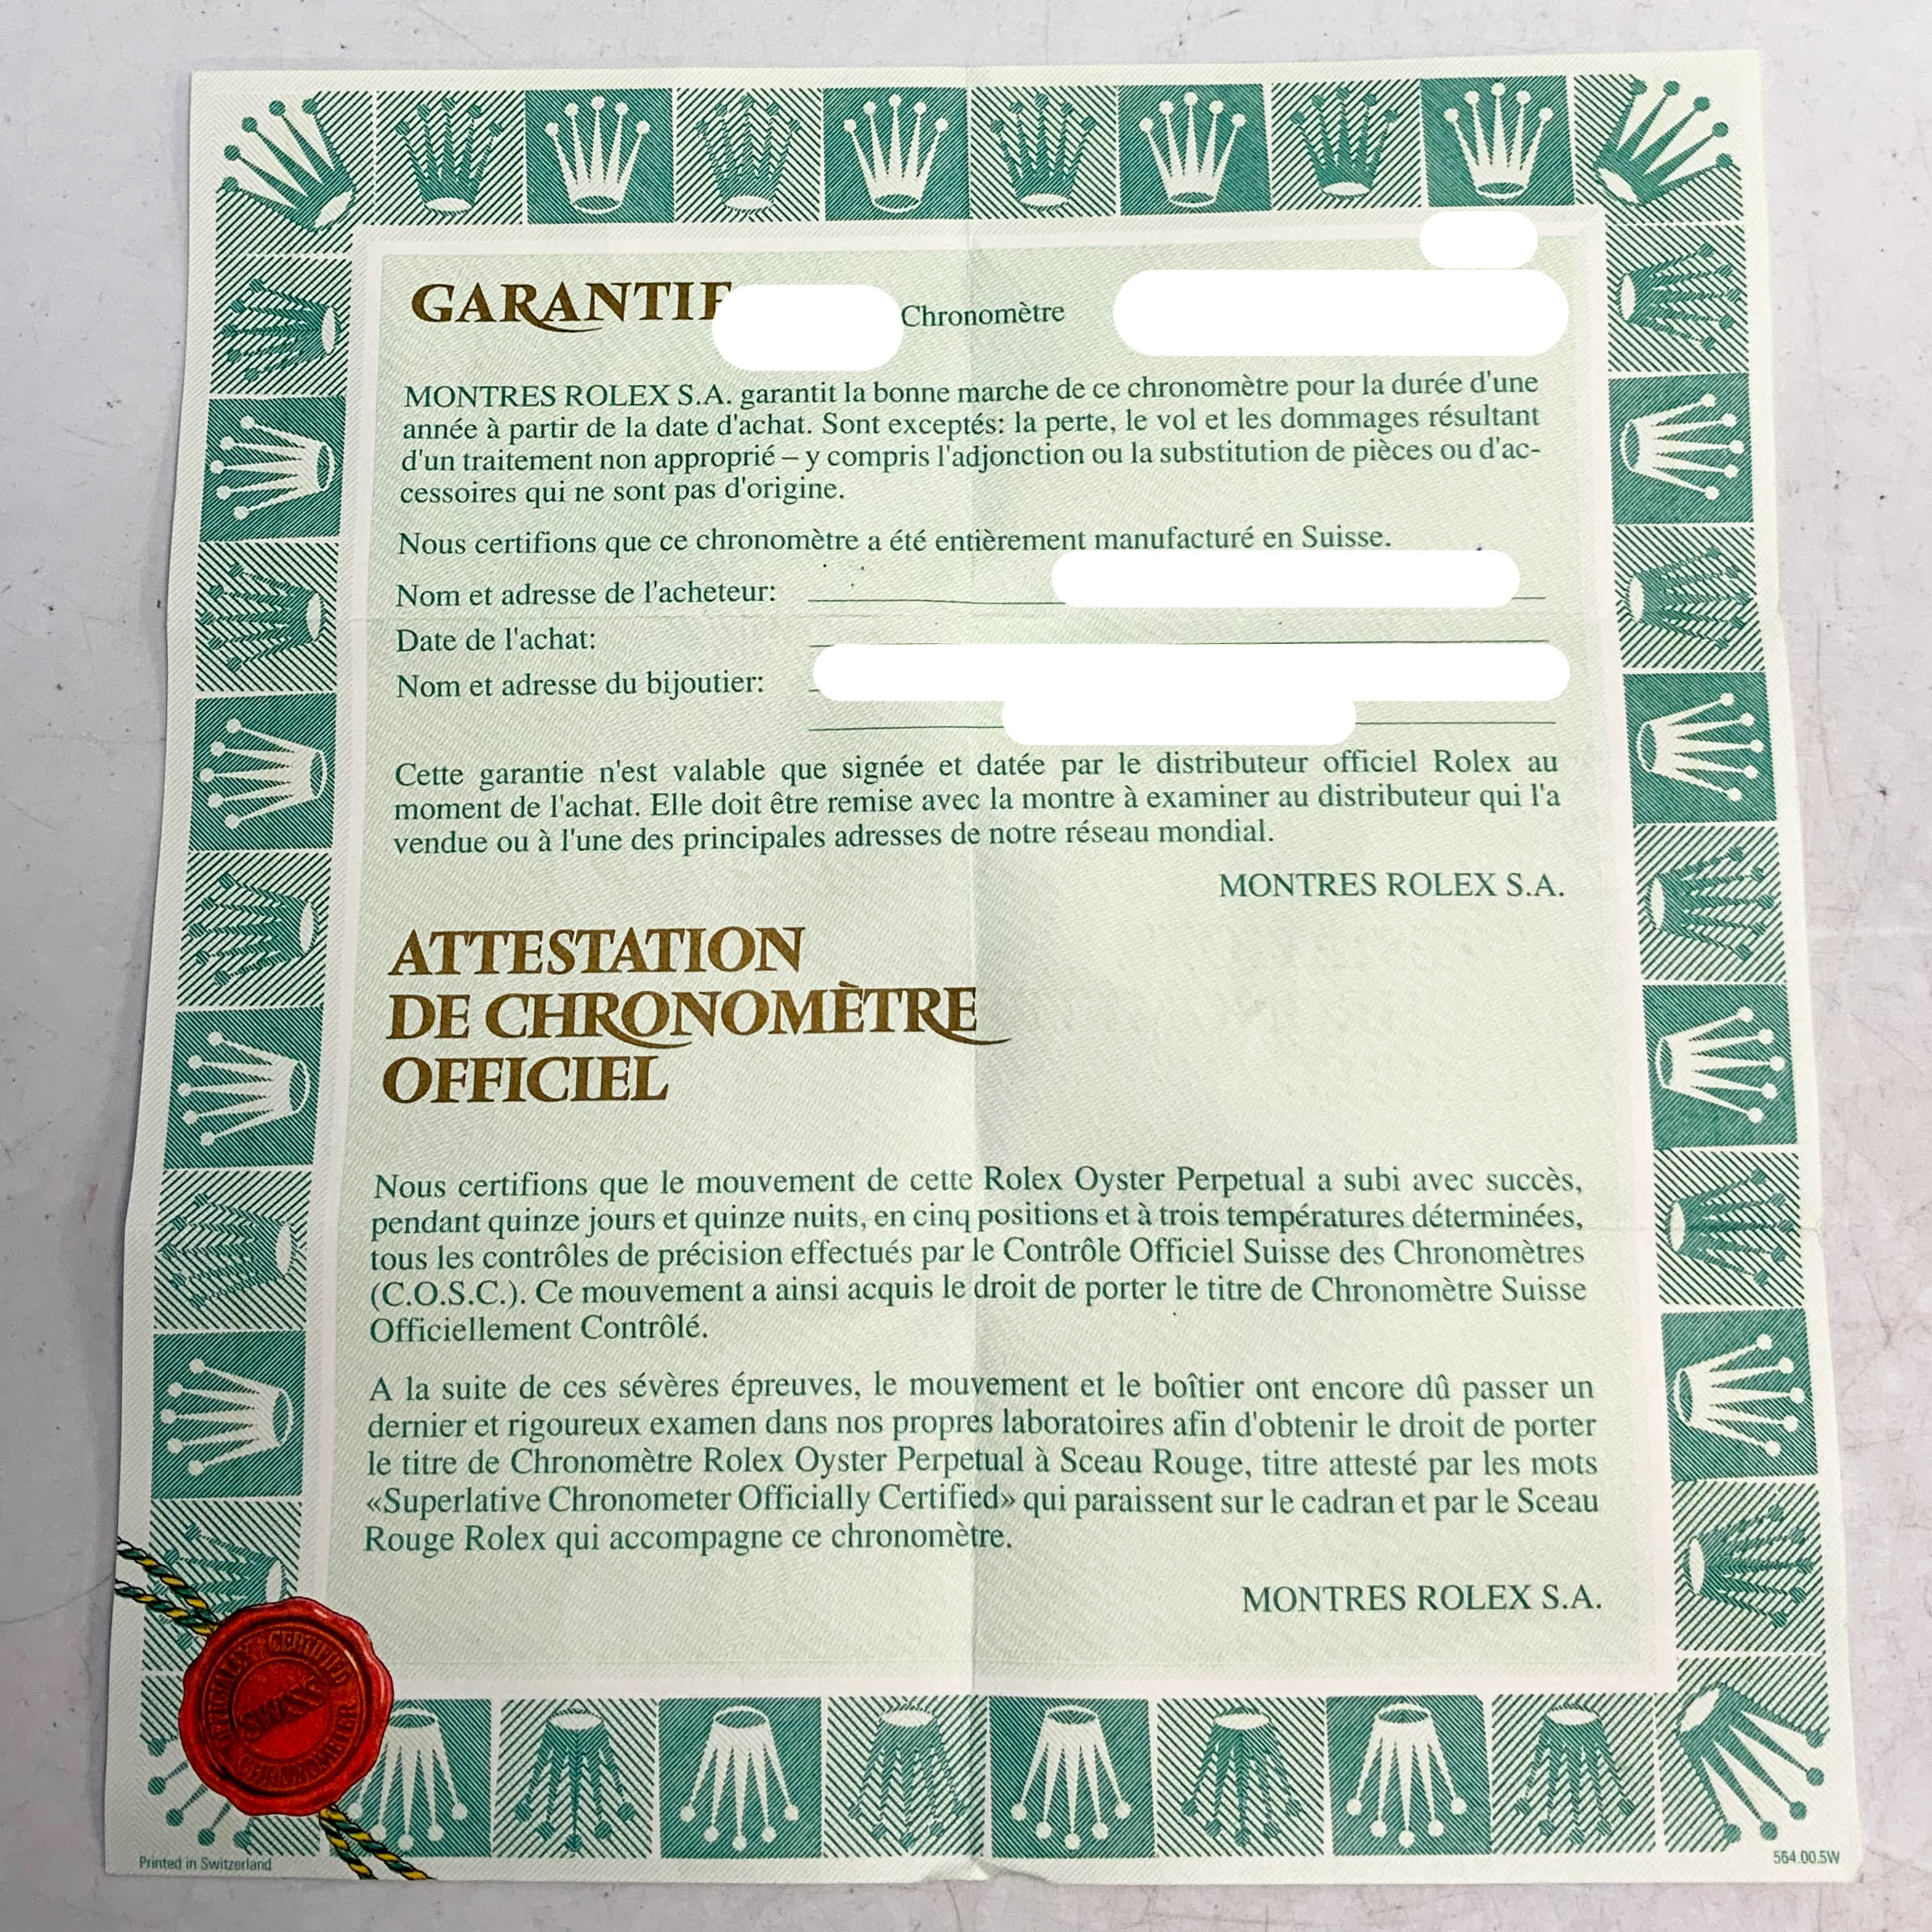 GARANTIE Chronomètre
MONTRES ROLEX S.A. garantit la bonne marche de ce chronomètre pour la durée d'une
année à partir de la date d'achat. Sont exceptés: la perte, le vol et les dommages résultant
d'un traitement non approprié – y compris l'adjonction ou la substitution de pièces ou d'ac-
cessoires qui ne sont pas d'origine.
Nous certifions que ce chronomètre a été entièrement manufacturé en Suisse.
Nom et adresse de l'acheteur:
Date de l'achat:
Nom et adresse du bijoutier:
Cette garantie n'est valable que signée et datée par le distributeur officiel Rolex au
moment de l'achat. Elle doit être remise avec la montre à examiner au distributeur qui l'a
vendue ou à l'une des principales adresses de notre réseau mondial.
MONTRES ROLEX S.A.
ATTESTATION
DE CHRONOMÈTRE
OFFICIEL
Nous certifions que le mouvement de cette Rolex Oyster Perpetual a subi avec succès,
pendant quinze jours et quinze nuits, en cinq positions et à trois températures déterminées,
tous les contrôles de précision effectués par le Contrôle Officiel Suisse des Chronomètres
(C.O.S.C.). Ce mouvement a ainsi acquis le droit de porter le titre de Chronomètre Suisse
Officiellement Contrôlé.
A la suite de ces sévères épreuves, le mouvement et le boîtier ont encore dû passer un
dernier et rigoureux examen dans nos propres laboratoires afin d'obtenir le droit de porter
le titre de Chronomètre Rolex Oyster Perpetual à Sceau Rouge, titre attesté par les mots
«Superlative Chronometer Officially Certified» qui paraissent sur le cadran et par le Sceau
Rouge Rolex qui accompagne ce chronomètre.
MONTRES ROLEX S.A.
OFFICIALLY CERTIFIED
SWISS
CHRONOMETER
Printed in Switzerland
564.00.5W